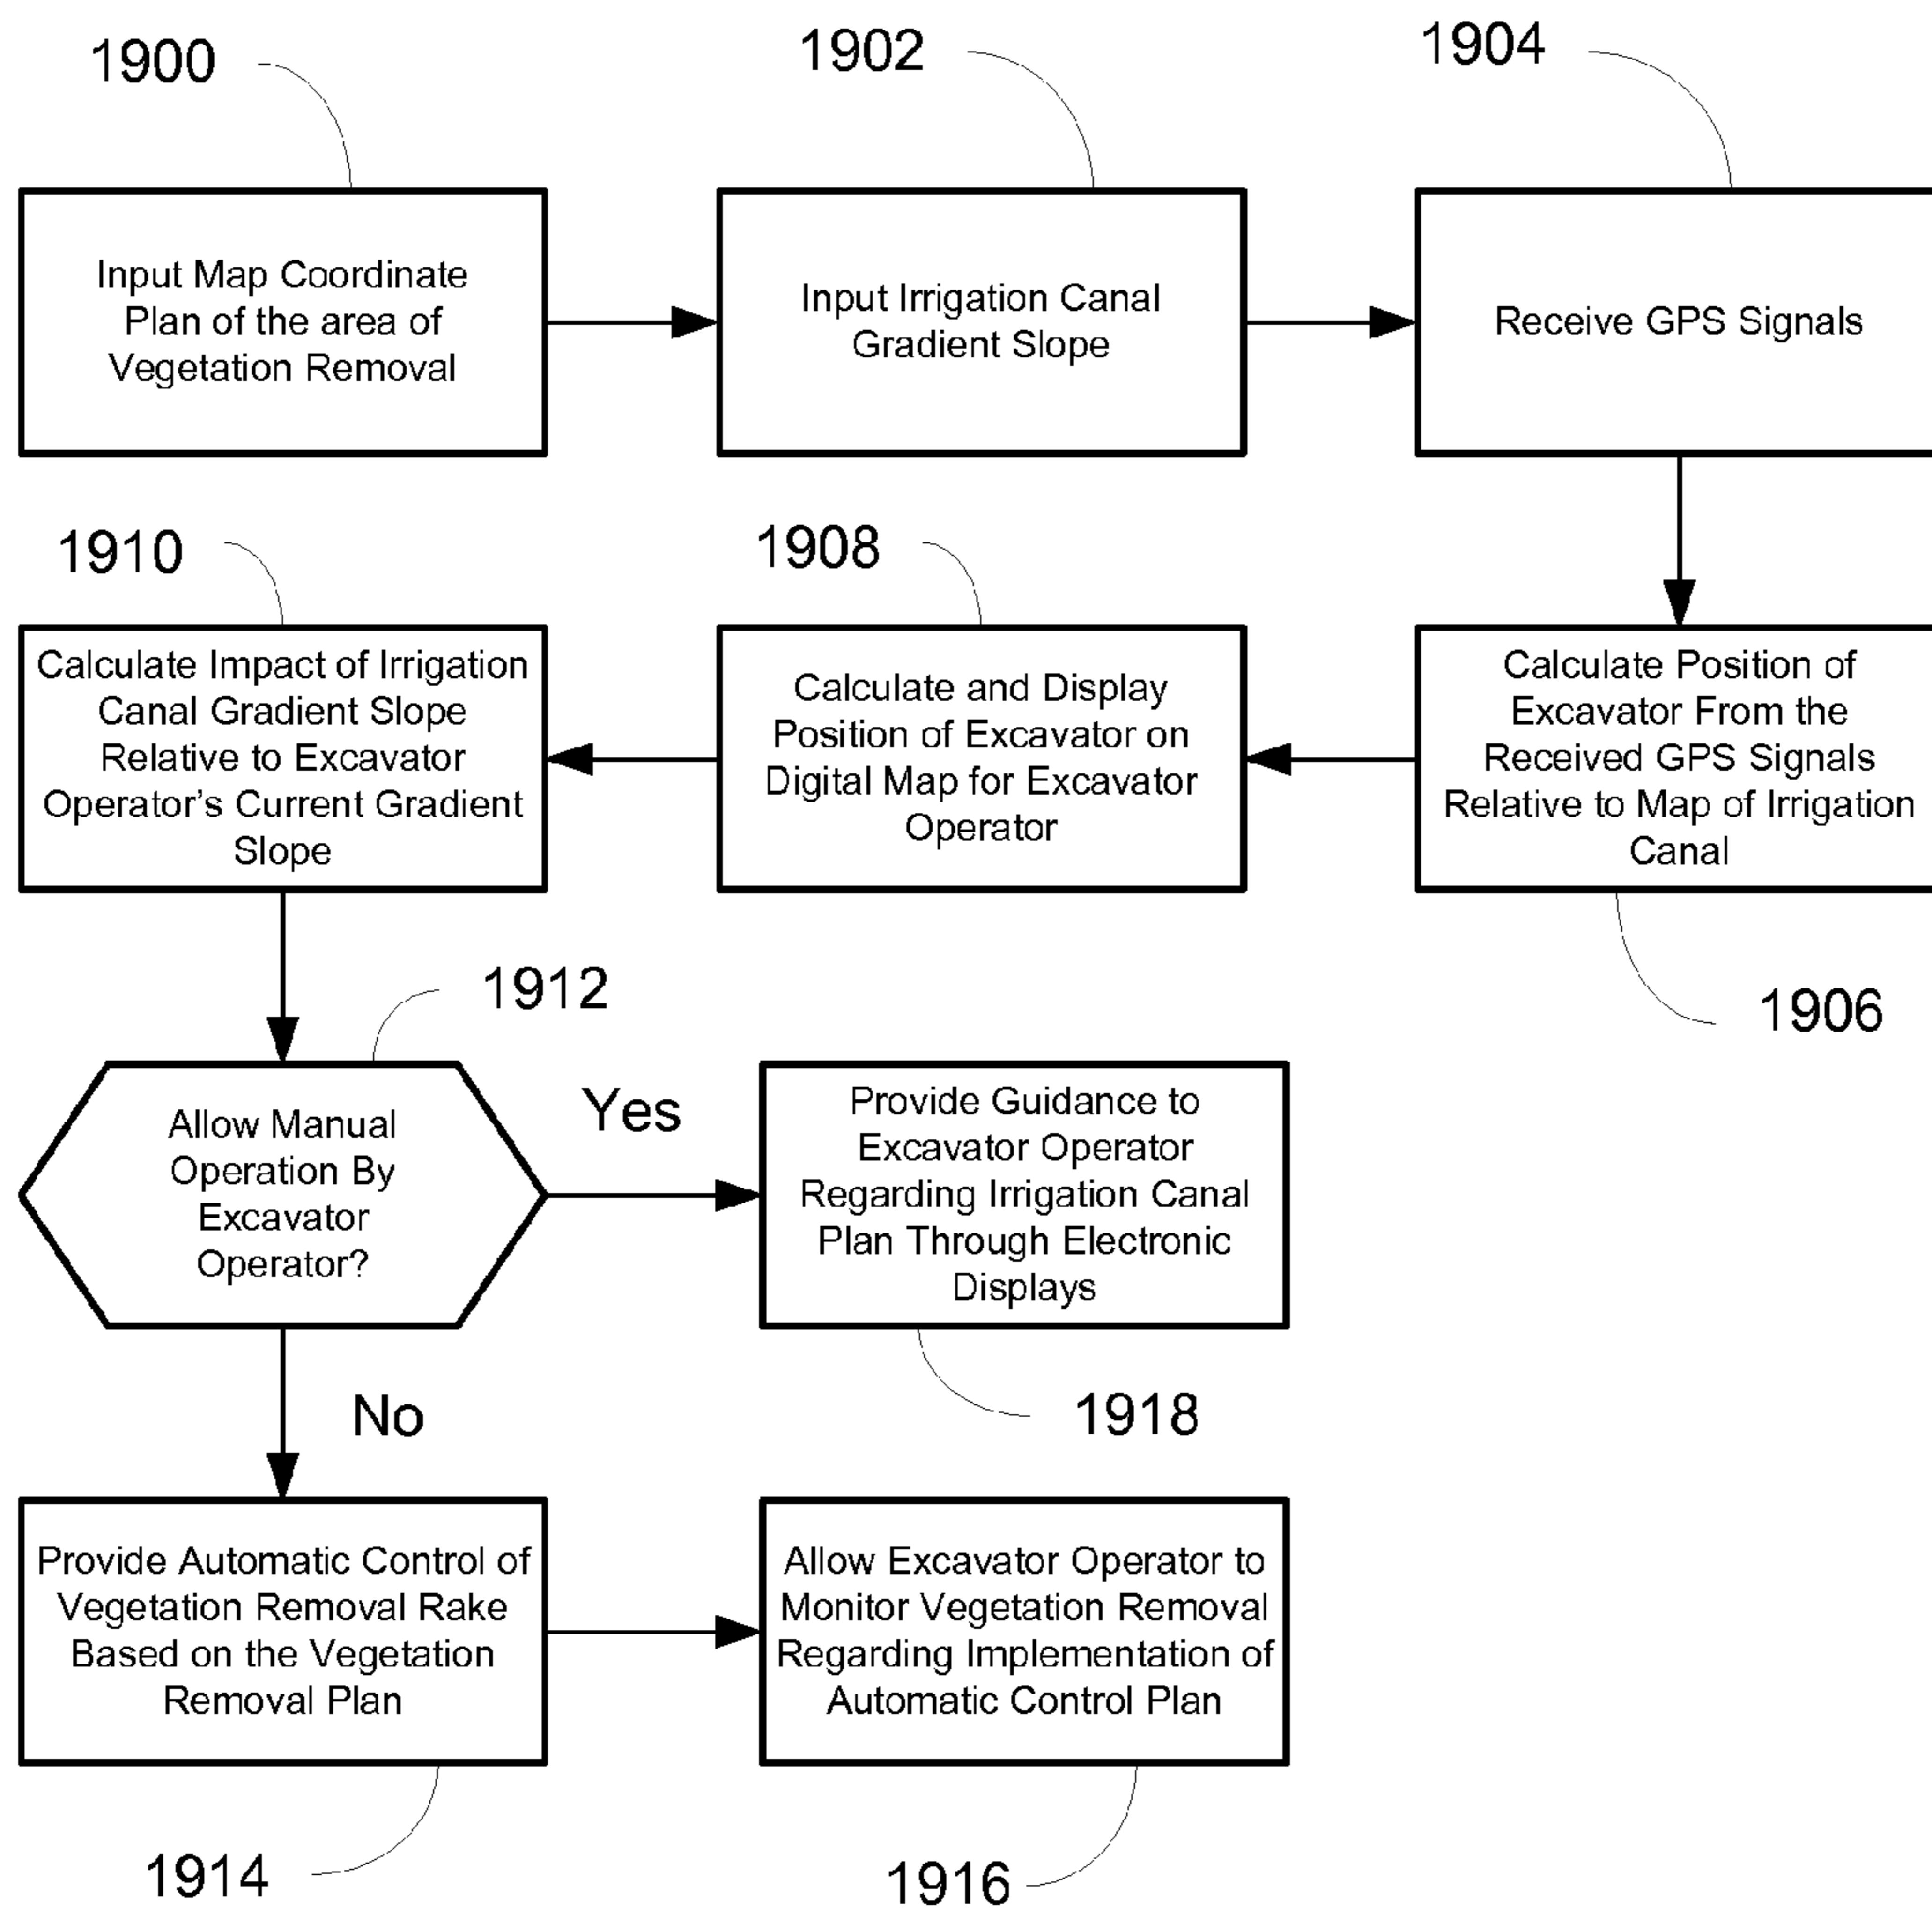 1900
Input Map Coordinate
Plan of the area of
Vegetation Removal
1902
Input Irrigation Canal
Gradient Slope
1904
Receive GPS Signals
1906
Calculate Position of
Excavator From the
Received GPS Signals
Relative to Map of Irrigation
Canal
1908
Calculate and Display
Position of Excavator on
Digital Map for Excavator
Operator
1910
Calculate Impact of Irrigation
Canal Gradient Slope
Relative to Excavator
Operator's Current Gradient
Slope
1912
Allow Manual
Operation By
Excavator
Operator?
Yes
Provide Guidance to
Excavator Operator
Regarding Irrigation Canal
Plan Through Electronic
Displays
1918
No
Provide Automatic Control of
Vegetation Removal Rake
Based on the Vegetation
Removal Plan
1914
Allow Excavator Operator to
Monitor Vegetation Removal
Regarding Implementation of
Automatic Control Plan
1916